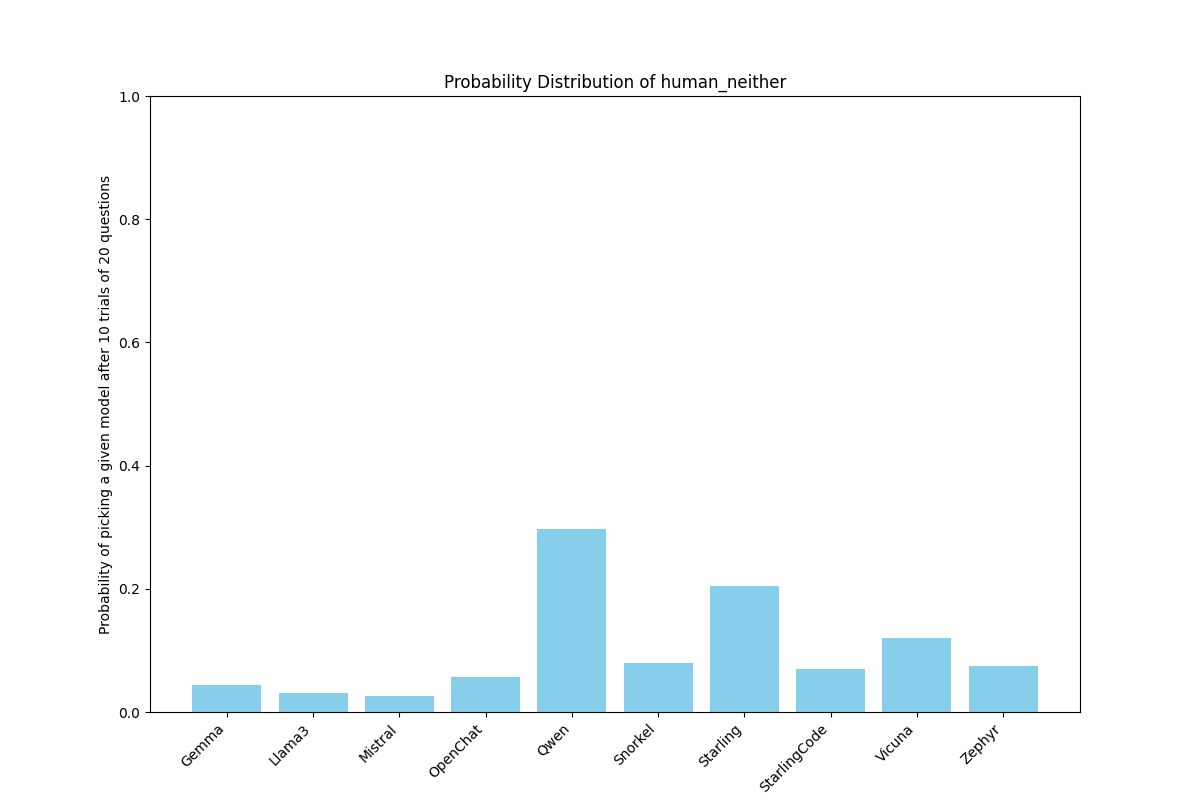 Probability Distribution of human_neither
Probability of picking a given model after 10 trials of 20 questions
1.0
0.8
0.6
0.4
0.2
0.0
Gemma
Llama3
Mistral
OpenChat
Qwen
Snorkel
Starling
StarlingCode
Vicuna
Zephyr